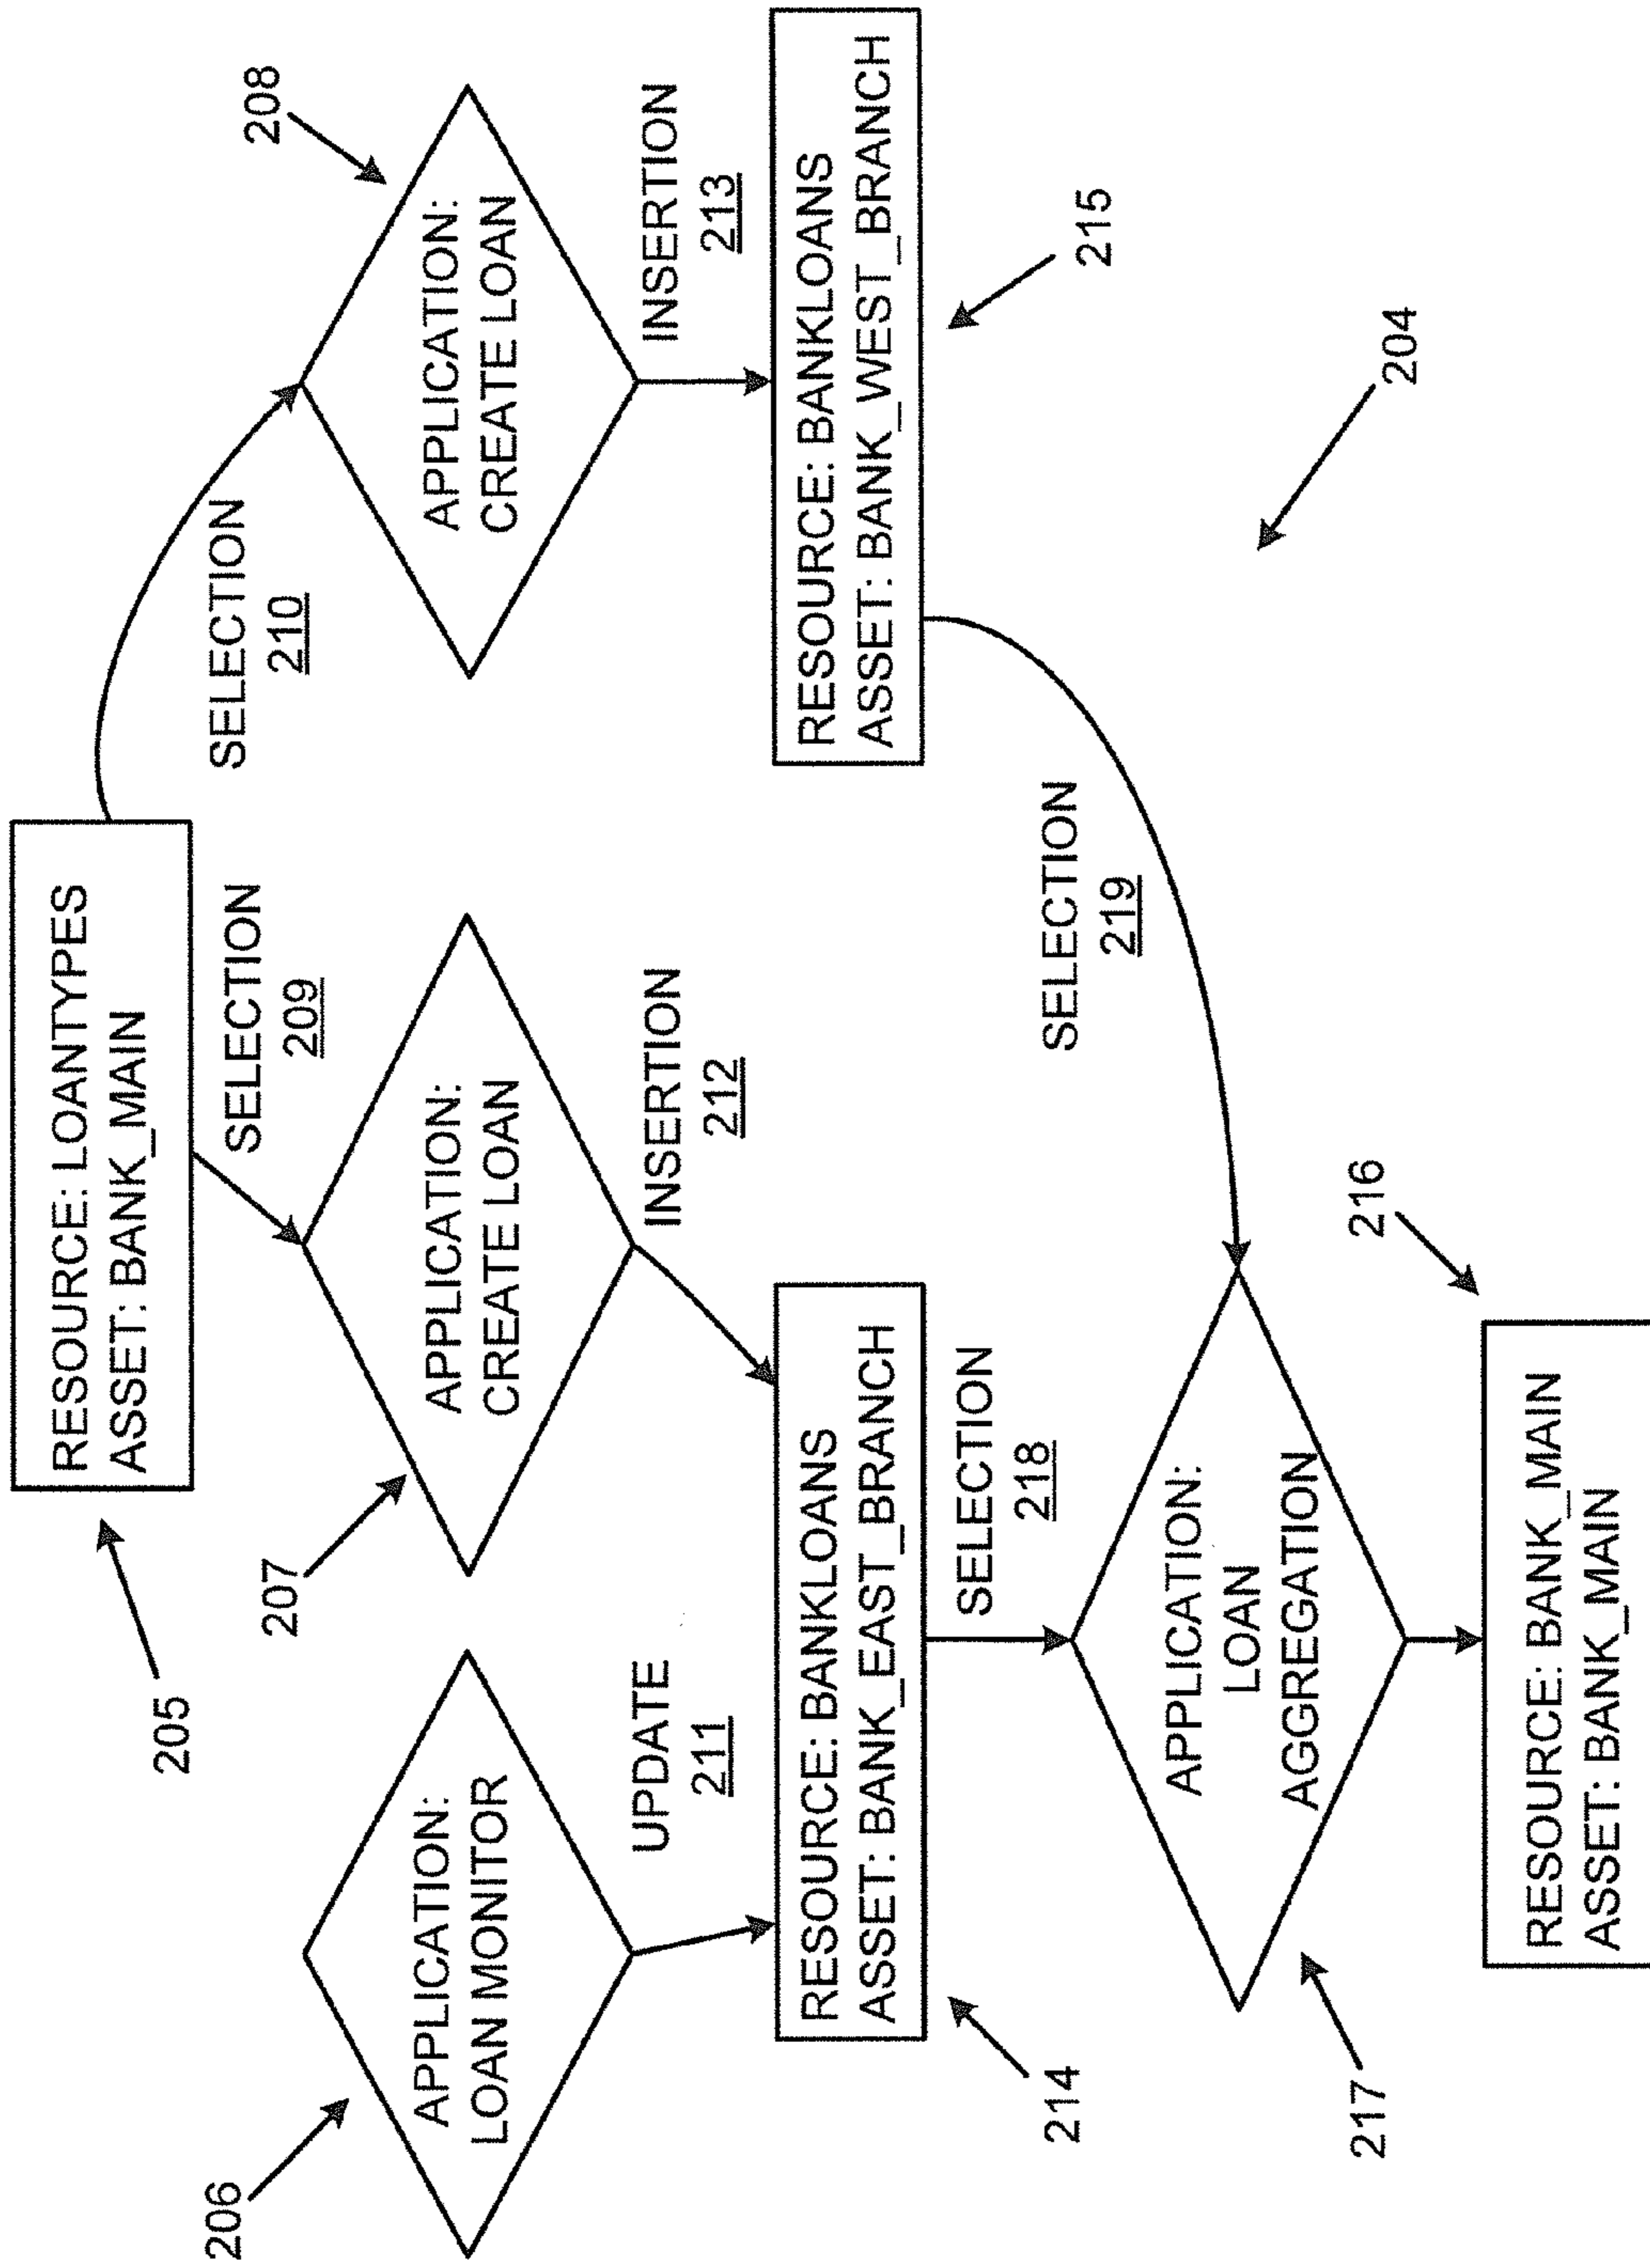 RESOURCE: LOANTYPES
ASSET: BANK_MAIN
205
SELECTION
209
SELECTION
210
206
APPLICATION:
LOAN MONITOR
207
APPLICATION:
CREATE LOAN
208
APPLICATION:
CREATE LOAN
UPDATE
211
INSERTION
212
INSERTION
213
RESOURCE: BANKLOANS
ASSET: BANK_EAST_BRANCH
214
RESOURCE: BANKLOANS
ASSET: BANK_WEST_BRANCH
215
SELECTION
218
SELECTION
219
APPLICATION:
LOAN
AGGREGATION
217
204
216
RESOURCE: BANK_MAIN
ASSET: BANK_MAIN